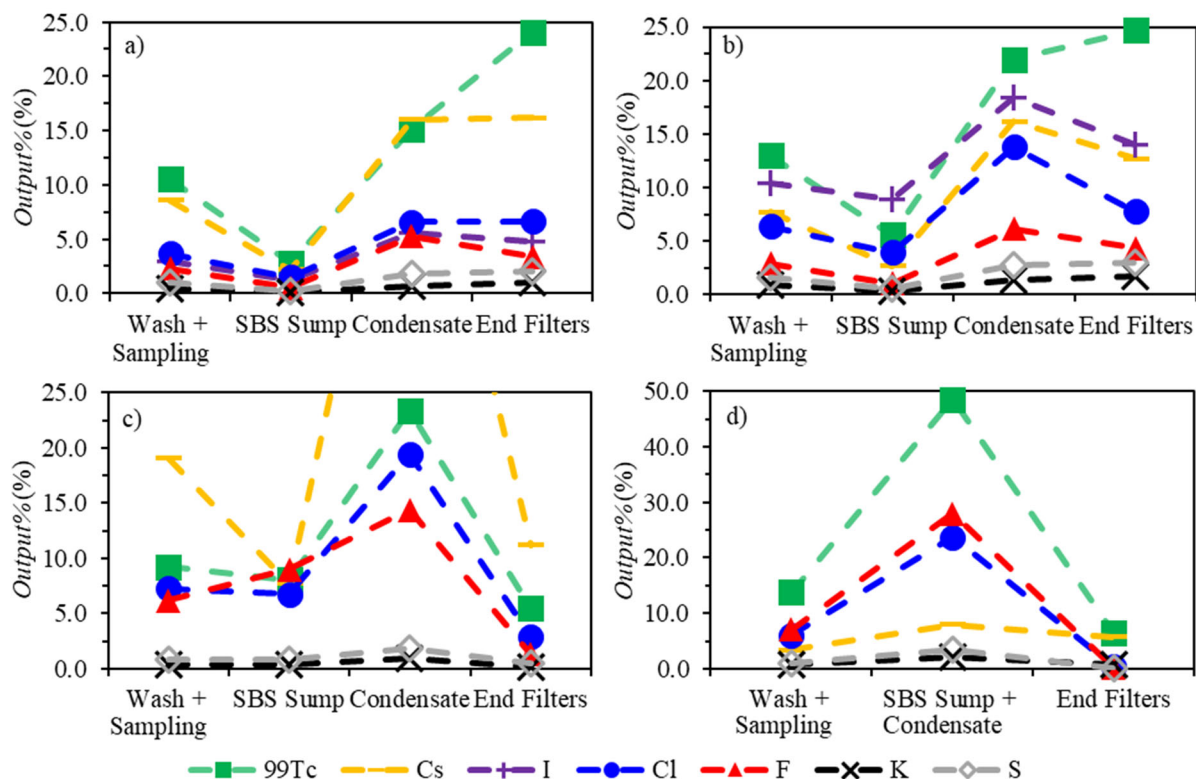 a)
Output%(%)
25.0
20.0
15.0
10.0
5.0
0.0
Wash + Sampling
SBS Sump
Condensate
End Filters
b)
Output%(%)
25.0
20.0
15.0
10.0
5.0
0.0
Wash + Sampling
SBS Sump
Condensate
End Filters
c)
Output%(%)
25.0
20.0
15.0
10.0
5.0
0.0
Wash + Sampling
SBS Sump
Condensate
End Filters
d)
Output%(%)
50.0
40.0
30.0
20.0
10.0
0.0
Wash + Sampling
SBS Sump + Condensate
End Filters
99Tc
Cs
I
Cl
F
K
S